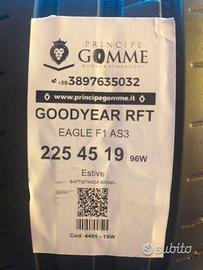 PRINCIPE
GOMME
+39 3897635032
www.principegomme.it
GOODYEAR RFT
EAGLE F1 AS3
225 45 19 96W
Estive
Cod: 4401 - 19W
subito